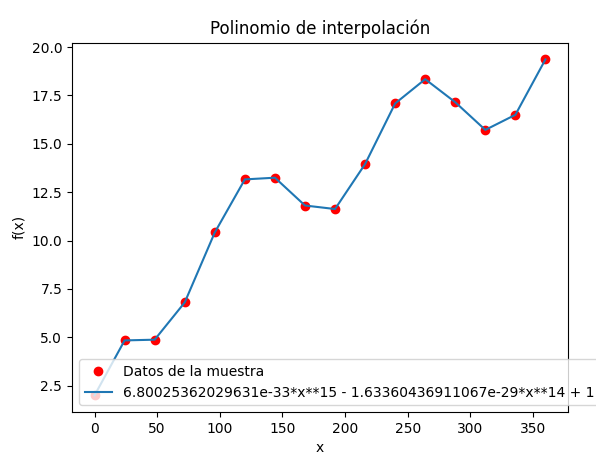 Polinomio de interpolación
20.0
17.5
15.0
12.5
10.0
7.5
5.0
2.5
f(x)
Datos de la muestra
6.80025362029631e-33*x**15 - 1.63360436911067e-29*x**14 + 1
0 50 100 150 200 250 300 350
x